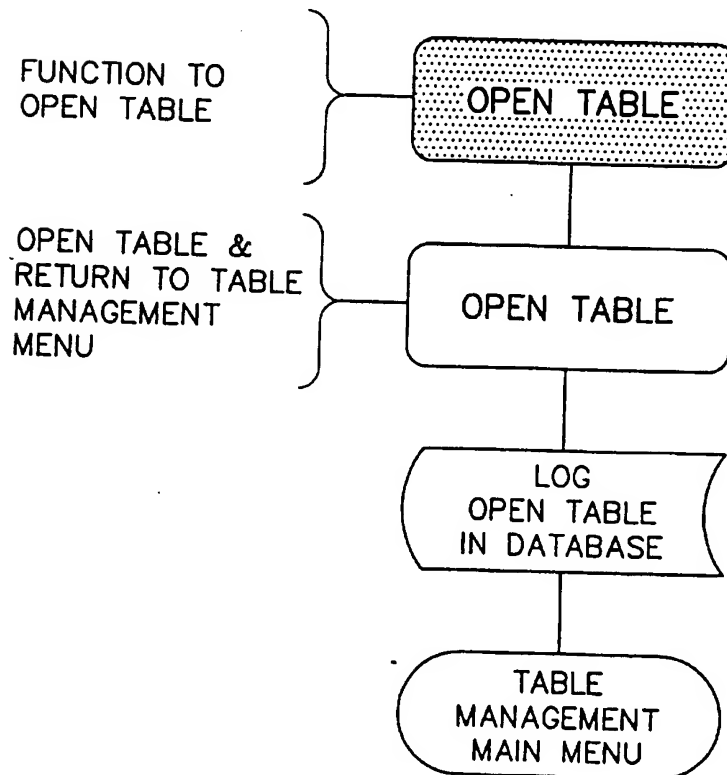 FUNCTION TO
OPEN TABLE
OPEN TABLE
OPEN TABLE &
RETURN TO TABLE
MANAGEMENT
MENU
OPEN TABLE
LOG
OPEN TABLE
IN DATABASE
TABLE
MANAGEMENT
MAIN MENU